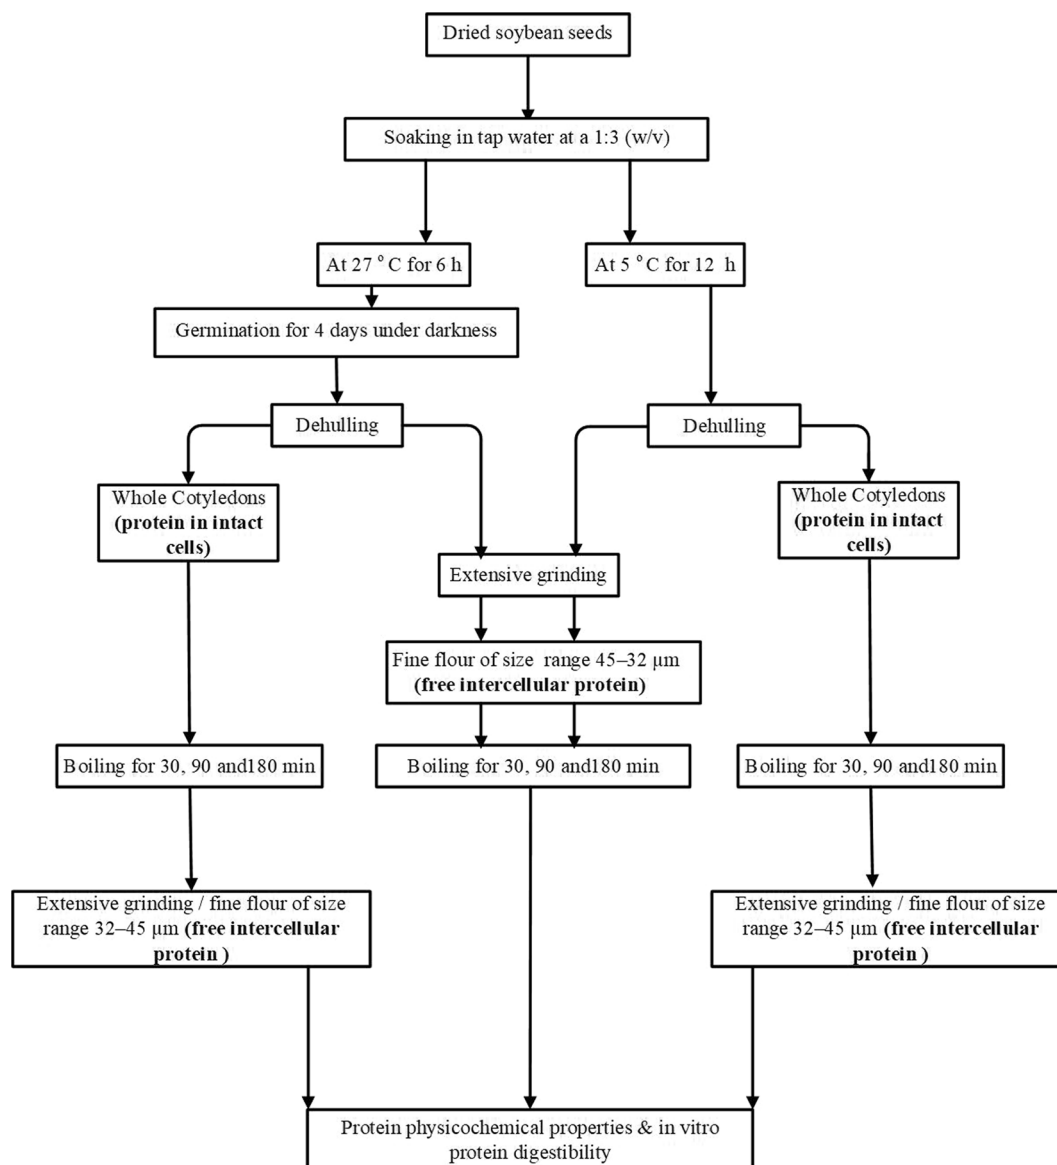 Dried soybean seeds
Soaking in tap water at a 1:3 (w/v)
At 27 °C for 6 h
At 5 °C for 12 h
Germination for 4 days under darkness
Dehulling
Dehulling
Whole Cotyledons
(protein in intact
cells)
Whole Cotyledons
(protein in intact
cells)
Extensive grinding
Fine flour of size range 45–32 μm
(free intercellular protein)
Boiling for 30, 90 and180 min
Boiling for 30, 90 and180 min
Boiling for 30, 90 and180 min
Extensive grinding / fine flour of size
range 32–45 μm (free intercellular
protein )
Extensive grinding / fine flour of size
range 32–45 μm (free intercellular
protein )
Protein physicochemical properties & in vitro
protein digestibility